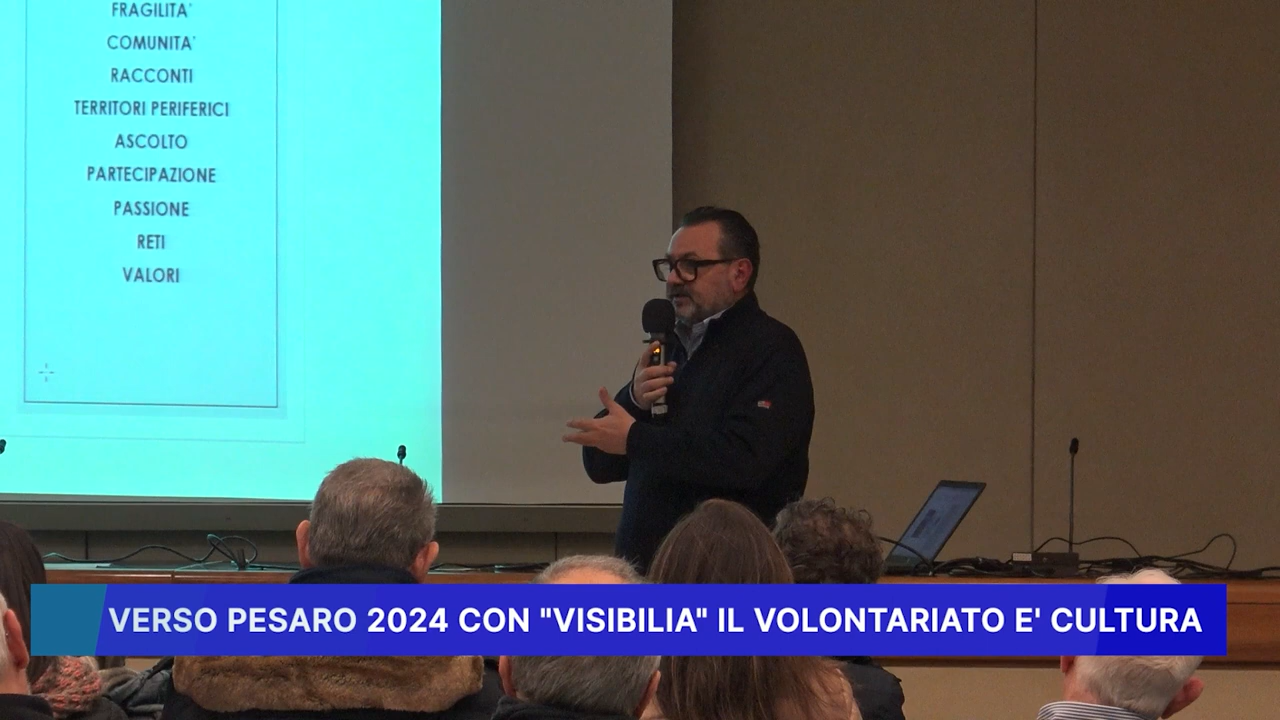 FRAGILITA'
COMUNITA'
RACCONTI
TERRITORI PERIFERICI
ASCOLTO
PARTECIPAZIONE
PASSIONE
RETI
VALORI
VERSO PESARO 2024 CON "VISIBILIA" IL VOLONTARIATO E' CULTURA